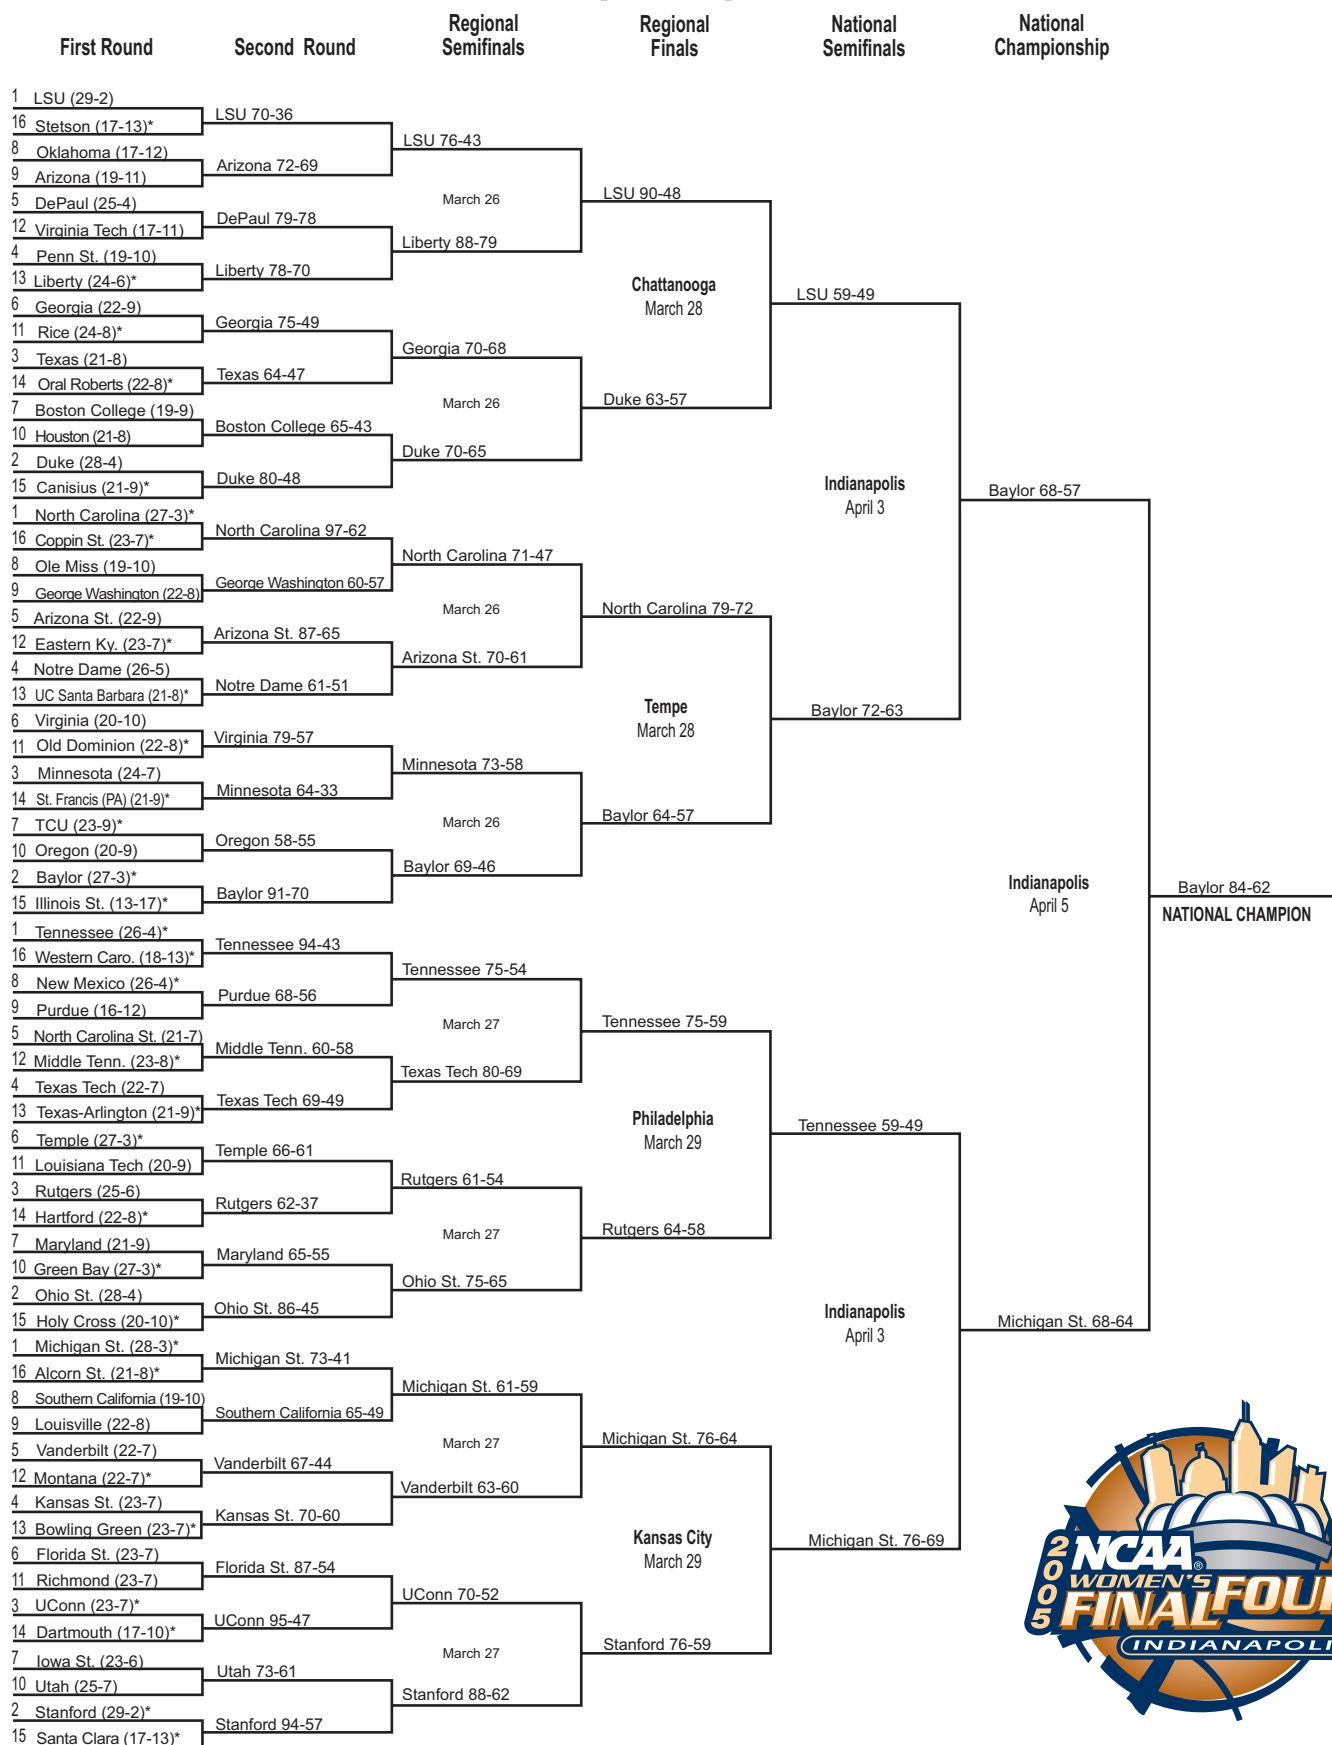 First Round
Second Round
Regional
Semifinals
Regional
Finals
National
Semifinals
National
Championship
1 LSU (29-2)
16 Stetson (17-13)*
8 Oklahoma (17-12)
9 Arizona (19-11)
5 DePaul (25-4)
12 Virginia Tech (17-11)
4 Penn St. (19-10)
13 Liberty (24-6)*
6 Georgia (22-9)
11 Rice (24-8)*
3 Texas (21-8)
14 Oral Roberts (22-8)*
7 Boston College (19-9)
10 Houston (21-8)
2 Duke (28-4)
15 Canisius (21-9)*
1 North Carolina (27-3)*
16 Coppin St. (23-7)*
8 Ole Miss (19-10)
9 George Washington (22-8)
5 Arizona St. (22-9)
12 Eastern Ky. (23-7)*
4 Notre Dame (26-5)
13 UC Santa Barbara (21-8)*
6 Virginia (20-10)
11 Old Dominion (22-8)*
3 Minnesota (24-7)
14 St. Francis (PA) (21-9)*
7 TCU (23-9)*
10 Oregon (20-9)
2 Baylor (27-3)*
15 Illinois St. (13-17)*
1 Tennessee (26-4)*
16 Western Caro. (18-13)*
8 New Mexico (26-4)*
9 Purdue (16-12)
5 North Carolina St. (21-7)
12 Middle Tenn. (23-8)*
4 Texas Tech (22-7)
13 Texas-Arlington (21-9)*
6 Temple (27-3)*
11 Louisiana Tech (20-9)
3 Rutgers (25-6)
14 Hartford (22-8)*
7 Maryland (21-9)
10 Green Bay (27-3)*
2 Ohio St. (28-4)
15 Holy Cross (20-10)*
1 Michigan St. (28-3)*
16 Alcorn St. (21-8)*
8 Southern California (19-10)
9 Louisville (22-8)
5 Vanderbilt (22-7)
12 Montana (22-7)*
4 Kansas St. (23-7)
13 Bowling Green (23-7)*
6 Florida St. (23-7)
11 Richmond (23-7)
3 UConn (23-7)*
14 Dartmouth (17-10)*
7 Iowa St. (23-6)
10 Utah (25-7)
2 Stanford (29-2)*
15 Santa Clara (17-13)*
LSU 70-36
Arizona 72-69
DePaul 79-78
Liberty 78-70
Georgia 75-49
Texas 64-47
Boston College 65-43
Duke 80-48
North Carolina 97-62
George Washington 60-57
Arizona St. 87-65
Notre Dame 61-51
Virginia 79-57
Minnesota 64-33
Oregon 58-55
Baylor 91-70
Tennessee 94-43
Purdue 68-56
Middle Tenn. 60-58
Texas Tech 69-49
Temple 66-61
Rutgers 62-37
Maryland 65-55
Ohio St. 86-45
Michigan St. 73-41
Southern California 65-49
Vanderbilt 67-44
Kansas St. 70-60
Florida St. 87-54
UConn 95-47
Utah 73-61
Stanford 94-57
LSU 76-43
March 26
Liberty 88-79
Georgia 70-68
March 26
Duke 70-65
North Carolina 71-47
March 26
Arizona St. 70-61
Minnesota 73-58
March 26
Baylor 69-46
Tennessee 75-54
March 27
Texas Tech 80-69
Rutgers 61-54
March 27
Ohio St. 75-65
Michigan St. 61-59
March 27
Vanderbilt 63-60
UConn 70-52
March 27
Stanford 88-62
LSU 90-48
Chattanooga
March 28
Duke 63-57
North Carolina 79-72
Tempe
March 28
Baylor 64-57
Tennessee 75-59
Philadelphia
March 29
Rutgers 64-58
Michigan St. 76-64
Kansas City
March 29
Stanford 76-59
LSU 59-49
Indianapolis
April 3
Baylor 72-63
Tennessee 59-49
Indianapolis
April 3
Michigan St. 76-69
Baylor 68-57
Indianapolis
April 5
Michigan St. 68-64
Baylor 84-62
NATIONAL CHAMPION
2005
NCAA®
WOMEN'S
FINAL FOU
INDIANAPOLI